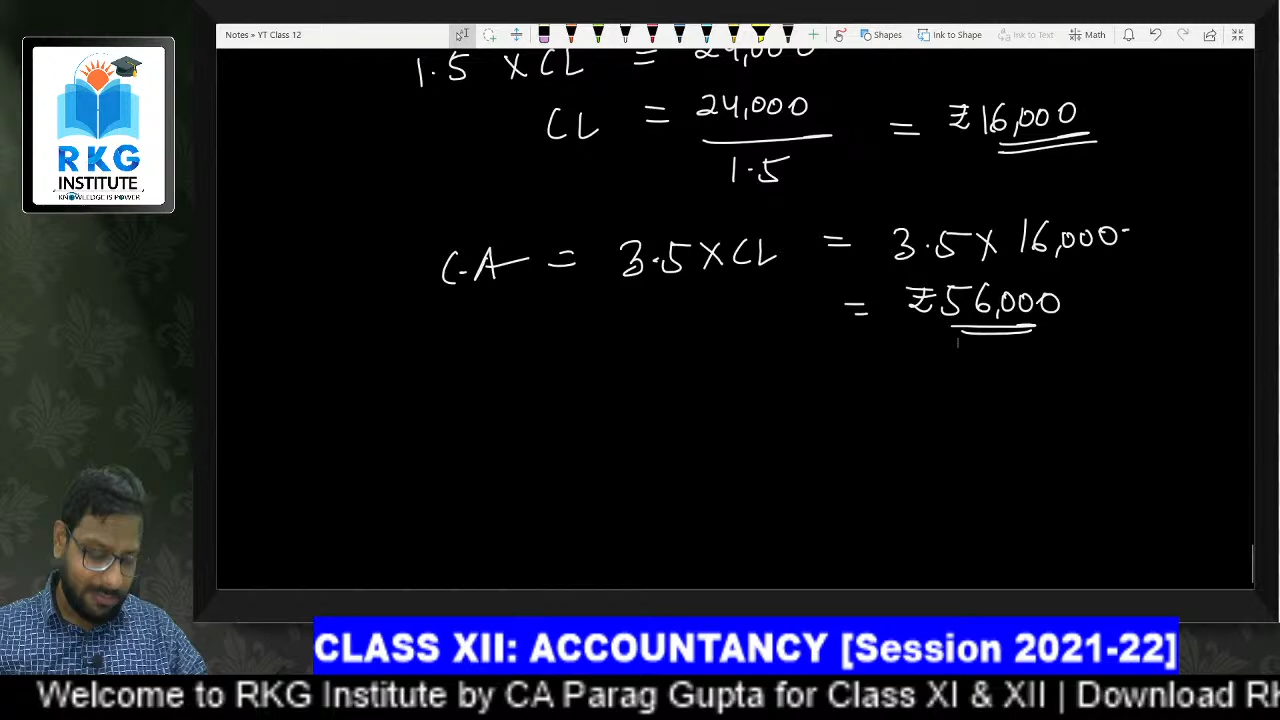 Notes » YT Class 12
Shapes Ink to Shape Ink to Text Math
RKG
INSTITUTE
KNOWLEDGE IS POWER
1.5 X CL = 24,000
CL = 24,000 / 1.5 = ₹16,000
C.A = 3.5 X CL = 3.5 X 16,000
= ₹56,000
CLASS XII: ACCOUNTANCY [Session 2021-22]
Welcome to RKG Institute by CA Parag Gupta for Class XI & XII | Download RK